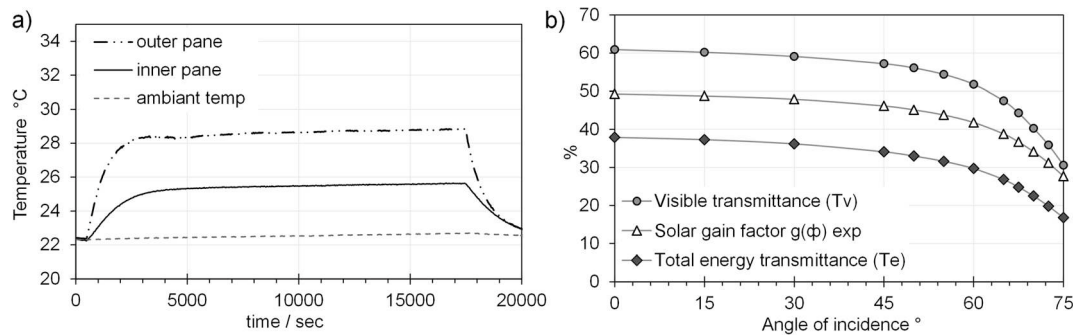 a)
34
32
30
28
26
24
22
20
Temperature °C
outer pane
inner pane
ambiant temp
0
5000
10000
15000
20000
time / sec
b)
70
60
50
40
30
20
10
0
%
Visible transmittance (Tv)
Solar gain factor g(ϕ) exp
Total energy transmittance (Te)
0
15
30
45
60
75
Angle of incidence °